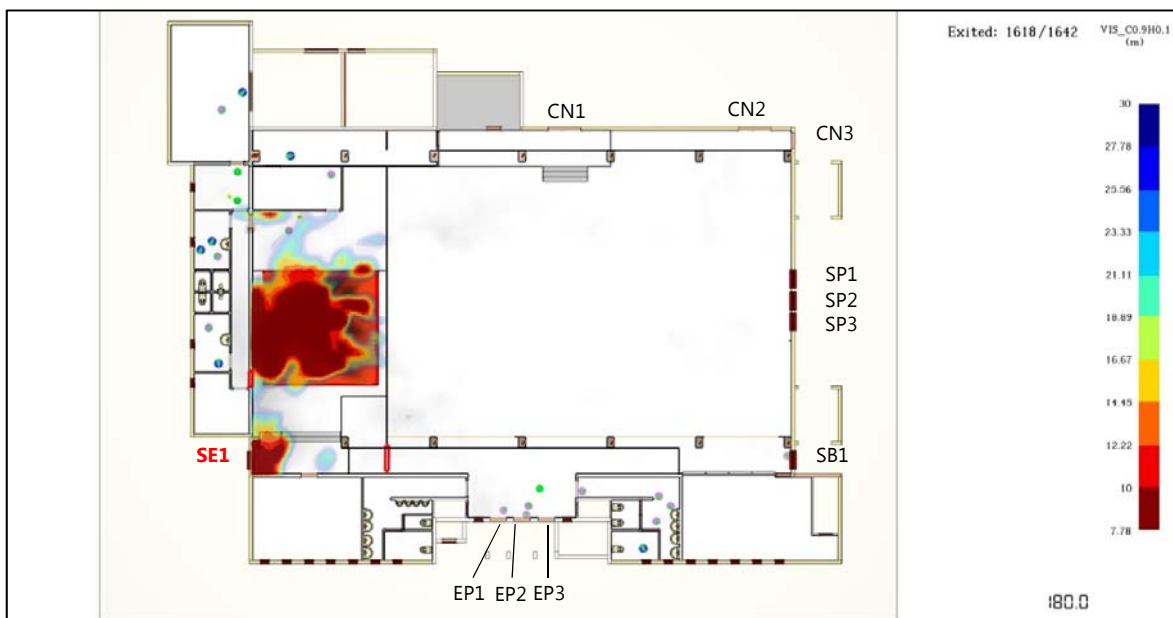 Exited: 1618/1642
VIS_C0.9H0.1
(m)
CN1
CN2
CN3
30
27.78
25.56
23.33
21.11
18.89
16.67
14.45
12.22
10
7.78
SP1
SP2
SP3
SE1
SB1
EP1 EP2 EP3
180.0